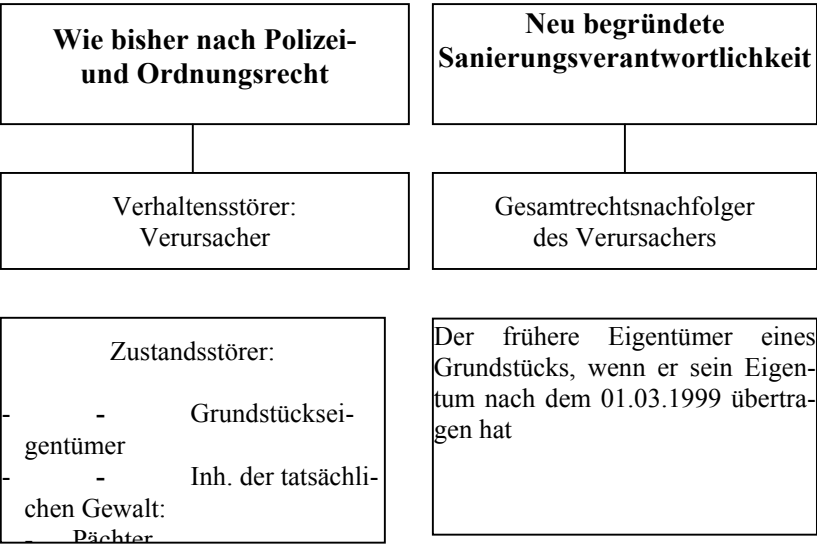 Wie bisher nach Polizei-
und Ordnungsrecht
Neu begründete
Sanierungsverantwortlichkeit
Verhaltensstörer:
Verursacher
Gesamtrechtsnachfolger
des Verursachers
Zustandsstörer:
- - Grundstücksei-
gentümer
- - Inh. der tatsächli-
chen Gewalt:
- Pächter
Der frühere Eigentümer eines
Grundstücks, wenn er sein Eigen-
tum nach dem 01.03.1999 übertra-
gen hat